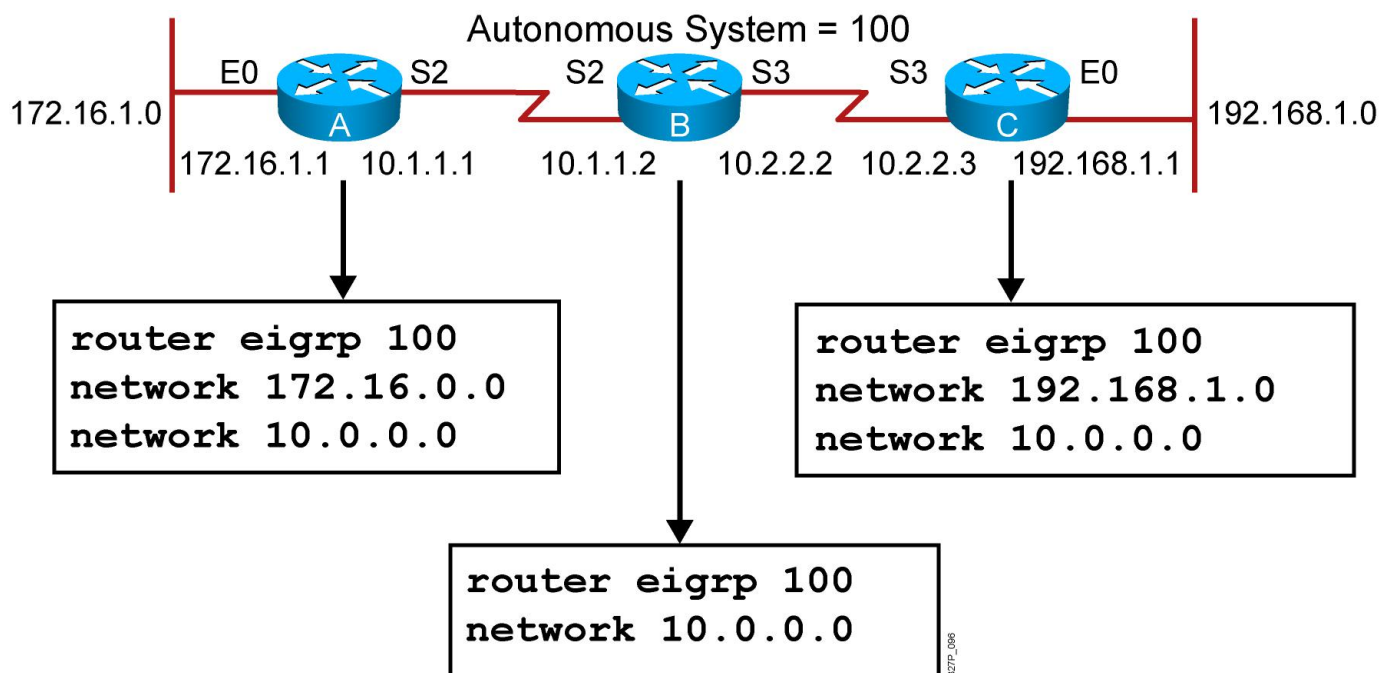 Autonomous System = 100
E0 S2 S2 S3 S3 E0
172.16.1.0 A B C 192.168.1.0
172.16.1.1 10.1.1.1 10.1.1.2 10.2.2.2 10.2.2.3 192.168.1.1
router eigrp 100
network 172.16.0.0
network 10.0.0.0
router eigrp 100
network 192.168.1.0
network 10.0.0.0
router eigrp 100
network 10.0.0.0